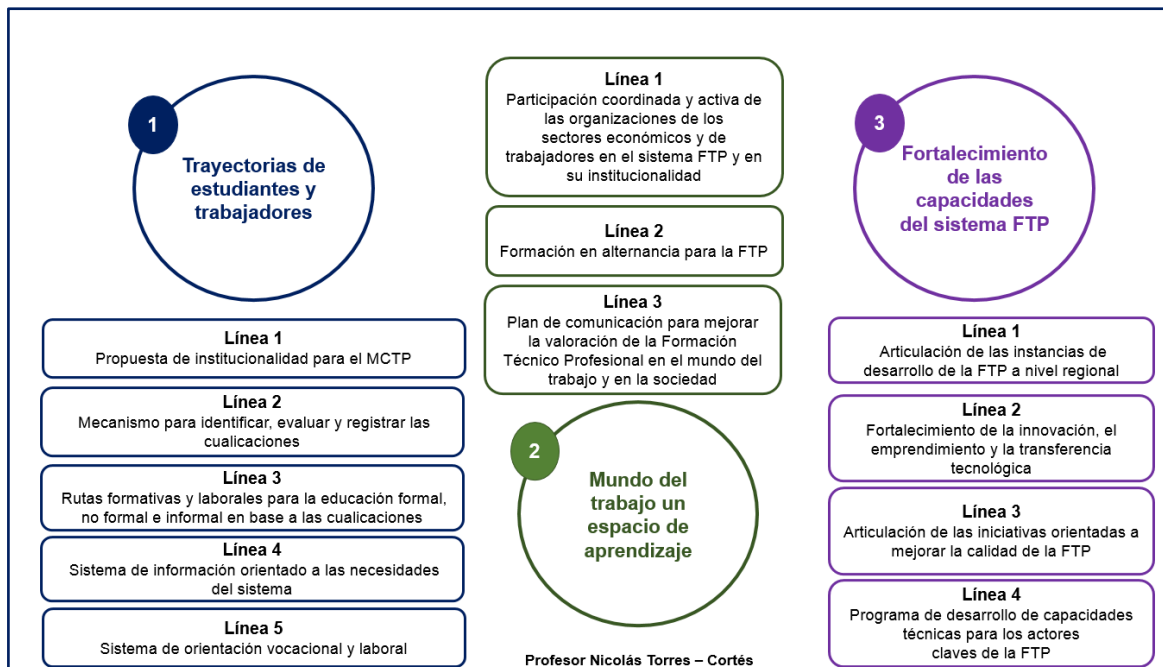 1
Trayectorias de
estudiantes y
trabajadores
Línea 1
Propuesta de institucionalidad para el MCTP
Línea 2
Mecanismo para identificar, evaluar y registrar las
cualicaciones
Línea 3
Rutas formativas y laborales para la educación formal,
no formal e informal en base a las cualicaciones
Línea 4
Sistema de información orientado a las necesidades
del sistema
Línea 5
Sistema de orientación vocacional y laboral
Línea 1
Participación coordinada y activa de
las organizaciones de los
sectores económicos y de
trabajadores en el sistema FTP y en
su institucionalidad
Línea 2
Formación en alternancia para la FTP
Línea 3
Plan de comunicación para mejorar
la valoración de la Formación
Técnico Profesional en el mundo del
trabajo y en la sociedad
2
Mundo del
trabajo un
espacio de
aprendizaje
Profesor Nicolás Torres – Cortés
3
Fortalecimiento
de las
capacidades
del sistema FTP
Línea 1
Articulación de las instancias de
desarrollo de la FTP a nivel regional
Línea 2
Fortalecimiento de la innovación, el
emprendimiento y la transferencia
tecnológica
Línea 3
Articulación de las iniciativas orientadas a
mejorar la calidad de la FTP
Línea 4
Programa de desarrollo de capacidades
técnicas para los actores
claves de la FTP